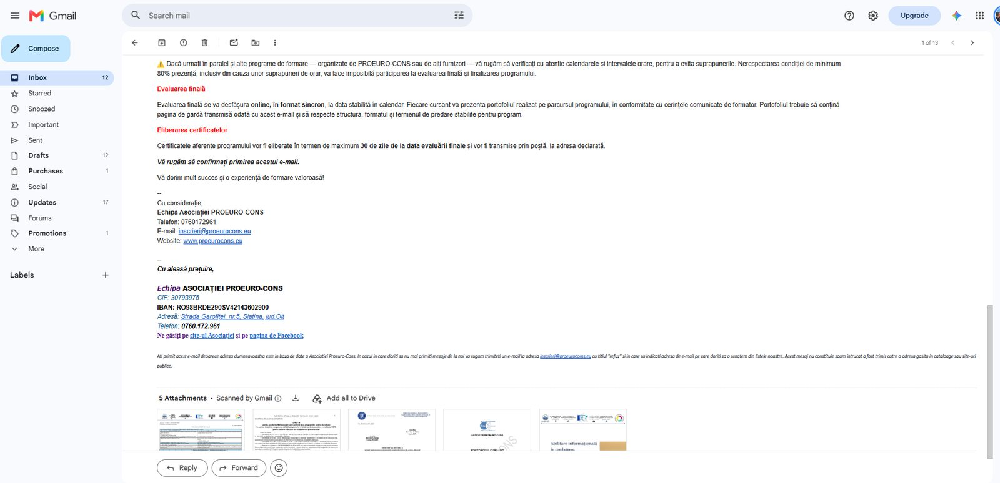 Gmail
Search mail
Upgrade
Compose
1 of 13
Inbox 12
Starred
Snoozed
Important
Sent
Drafts 12
Purchases 1
Social
Updates 17
Forums
Promotions 1
More
Labels
⚠️ Dacă urmați în paralel și alte programe de formare — organizate de PROEURO-CONS sau de alți furnizori — vă rugăm să verificați cu atenție calendarele și intervalele orare, pentru a evita suprapunerile. Nerespectarea condiției de minimum
80% prezență, inclusiv din cauza unor suprapuneri de orar, va face imposibilă participarea la evaluarea finală și finalizarea programului.
Evaluarea finală
Evaluarea finală se va desfășura online, în format sincron, la data stabilită în calendar. Fiecare cursant va prezenta portofoliul realizat pe parcursul programului, în conformitate cu cerințele comunicate de formator. Portofoliul trebuie să conțină
pagina de gardă transmisă odată cu acest e-mail și să respecte structura, formatul și termenul de predare stabilite pentru program.
Eliberarea certificatelor
Certificatele aferente programului vor fi eliberate în termen de maximum 30 de zile de la data evaluării finale și vor fi transmise prin poștă, la adresa declarată.
Vă rugăm să confirmați primirea acestui e-mail.
Vă dorim mult succes și o experiență de formare valoroasă!
--
Cu considerație,
Echipa Asociației PROEURO-CONS
Telefon: 0760172961
E-mail: inscrieri@proeurocons.eu
Website: www.proeurocons.eu
--
Cu aleasă prețuire,
Echipa ASOCIAȚIEI PROEURO-CONS
CIF: 30793978
IBAN: RO98BRDE290SV42143602900
Adresă: Strada Garofiței, nr.5, Slatina, jud.Olt
Telefon: 0760.172.961
Ne găsiți pe site-ul Asociației și pe pagina de Facebook
Ati primit acest e-mail deoarece adresa dumneavoastra este in baza de date a Asociatiei Proeuro-Cons. In cazul in care doriti sa nu mai primiti mesaje de la noi va rugam trimiteti un e-mail la adresa inscrieri@proeurocons.eu cu titlul "refuz" si in care sa indicati adresa de e-mail pe care doriti sa o scoatem din listele noastre. Acest mesaj nu constituie spam intrucat a fost trimis catre o adresa gasita in cataloage sau site-uri
publice.
5 Attachments • Scanned by Gmail
Add all to Drive
ASOCIAȚIA PROEURO-CONS
PORTOFOLIU CURSANT
Abilitare informațională
în combaterea
Reply
Forward